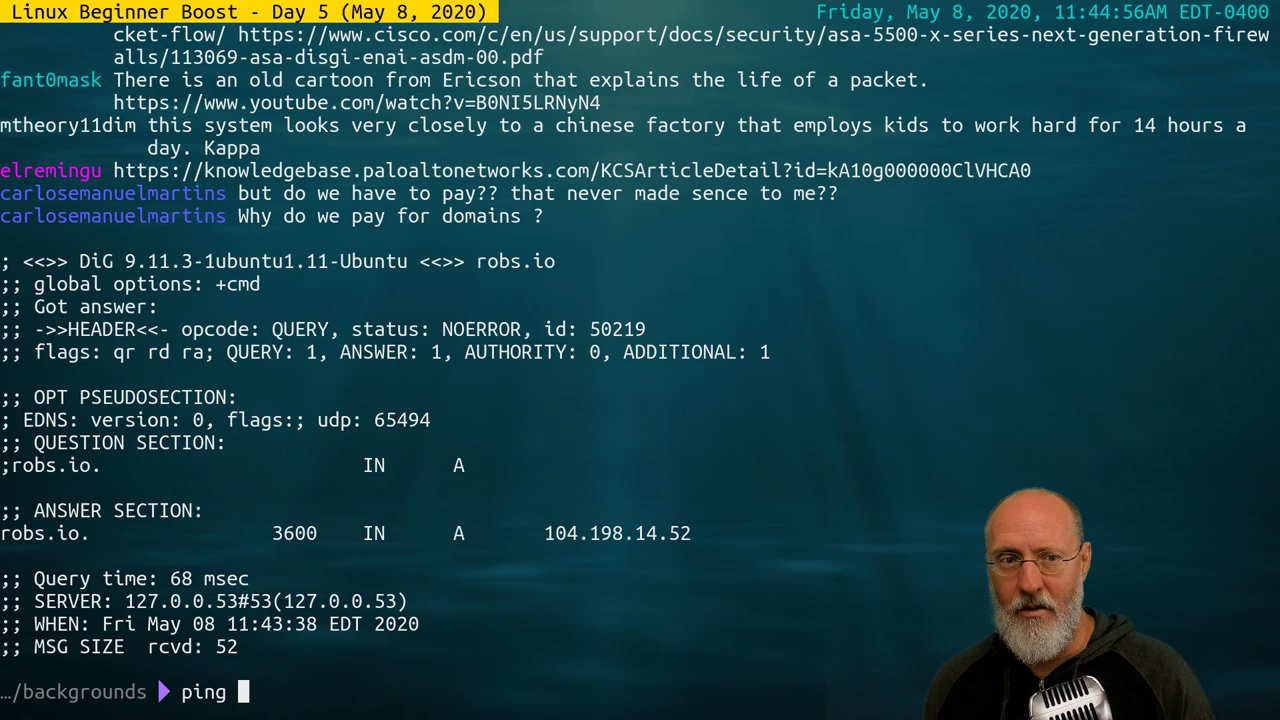 Linux Beginner Boost - Day 5 (May 8, 2020) Friday, May 8, 2020, 11:44:56AM EDT-0400
cket-flow/ https://www.cisco.com/c/en/us/support/docs/security/asa-5500-x-series-next-generation-firew
alls/113069-asa-disgi-enai-asdm-00.pdf
fant0mask There is an old cartoon from Ericson that explains the life of a packet.
https://www.youtube.com/watch?v=B0NI5LRNyN4
mtheory11dim this system looks very closely to a chinese factory that employs kids to work hard for 14 hours a
day. Kappa
elremingu https://knowledgebase.paloaltonetworks.com/KCSArticleDetail?id=kA10g000000ClVHCA0
carlosemanuelmartins but do we have to pay?? that never made sence to me??
carlosemanuelmartins Why do we pay for domains ?
; <<>> DiG 9.11.3-1ubuntu1.11-Ubuntu <<>> robs.io
;; global options: +cmd
;; Got answer:
;; ->>HEADER<<- opcode: QUERY, status: NOERROR, id: 50219
;; flags: qr rd ra; QUERY: 1, ANSWER: 1, AUTHORITY: 0, ADDITIONAL: 1
;; OPT PSEUDOSECTION:
; EDNS: version: 0, flags:; udp: 65494
;; QUESTION SECTION:
;robs.io. IN A
;; ANSWER SECTION:
robs.io. 3600 IN A 104.198.14.52
;; Query time: 68 msec
;; SERVER: 127.0.0.53#53(127.0.0.53)
;; WHEN: Fri May 08 11:43:38 EDT 2020
;; MSG SIZE rcvd: 52
…/backgrounds ping